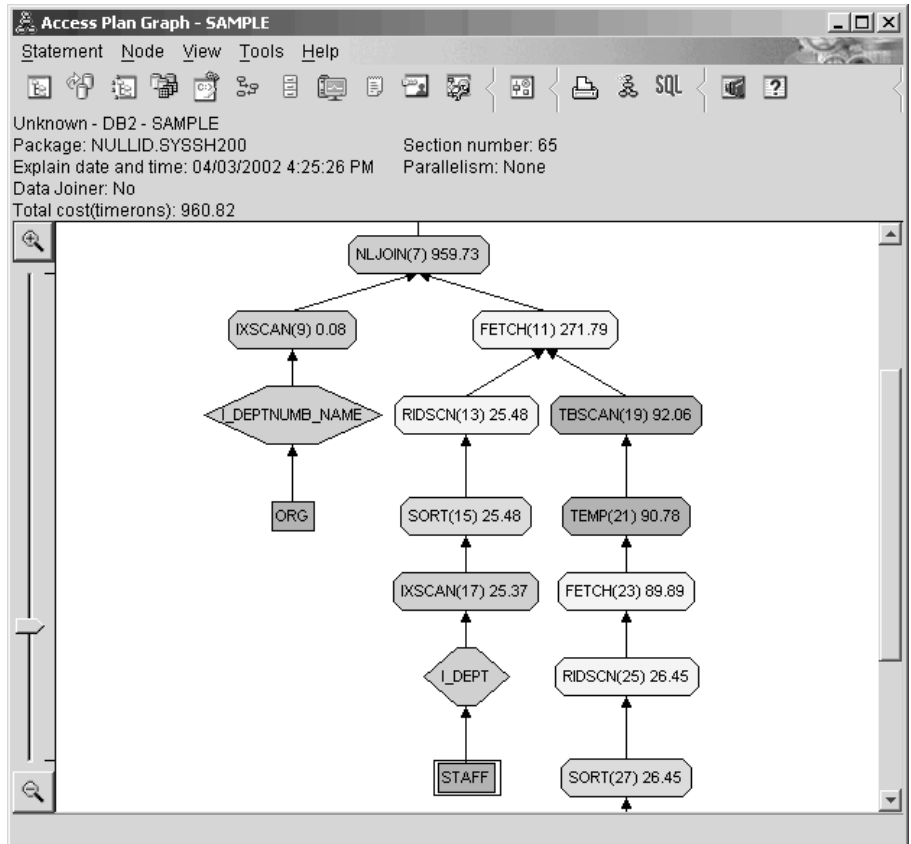 Access Plan Graph - SAMPLE
Statement Node View Tools Help
SQL
?
Unknown - DB2 - SAMPLE
Package: NULLID.SYSSH200 Section number: 65
Explain date and time: 04/03/2002 4:25:26 PM Parallelism: None
Data Joiner: No
Total cost(timerons): 960.82
NLJOIN(7) 959.73
IXSCAN(9) 0.08 FETCH(11) 271.79
I_DEPTNUMB_NAME RIDSCN(13) 25.48 TBSCAN(19) 92.06
ORG SORT(15) 25.48 TEMP(21) 90.78
IXSCAN(17) 25.37 FETCH(23) 89.89
I_DEPT RIDSCN(25) 26.45
STAFF SORT(27) 26.45